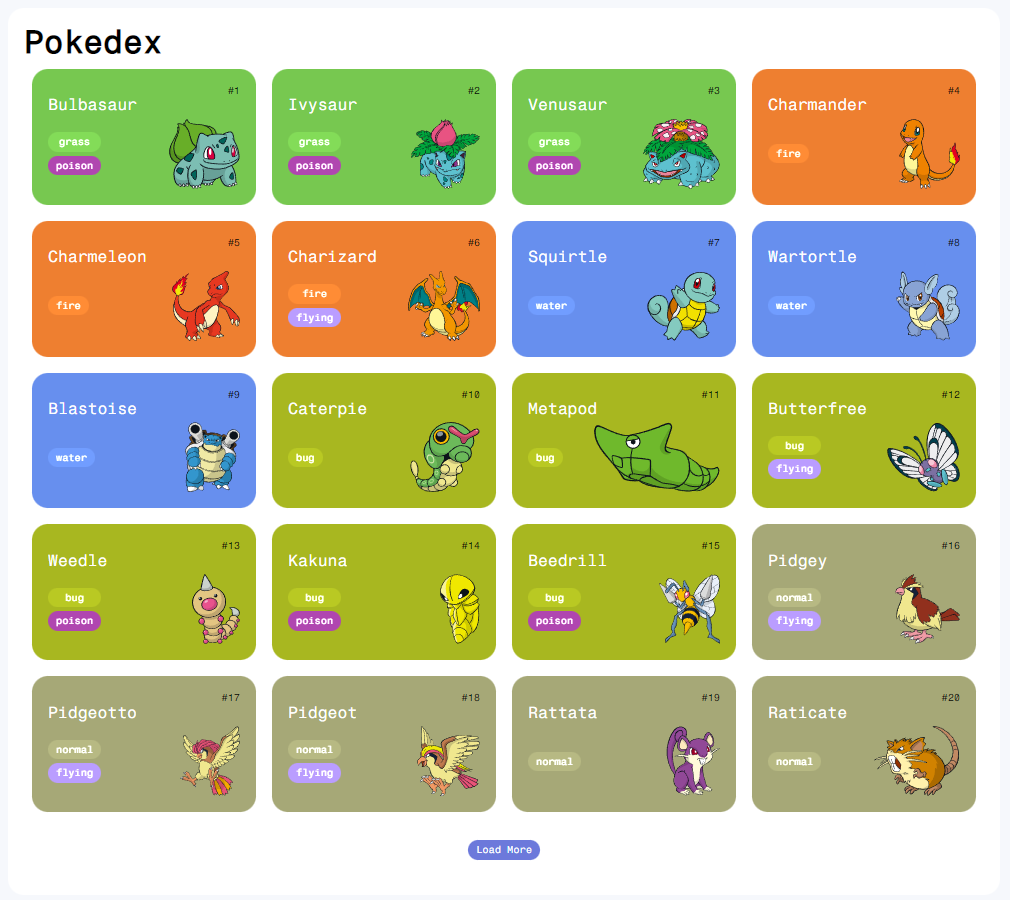 Pokedex
#1
Bulbasaur
grass
poison
#2
Ivysaur
grass
poison
#3
Venusaur
grass
poison
#4
Charmander
fire
#5
Charmeleon
fire
#6
Charizard
fire
flying
#7
Squirtle
water
#8
Wartortle
water
#9
Blastoise
water
#10
Caterpie
bug
#11
Metapod
bug
#12
Butterfree
bug
flying
#13
Weedle
bug
poison
#14
Kakuna
bug
poison
#15
Beedrill
bug
poison
#16
Pidgey
normal
flying
#17
Pidgeotto
normal
flying
#18
Pidgeot
normal
flying
#19
Rattata
normal
#20
Raticate
normal
Load More